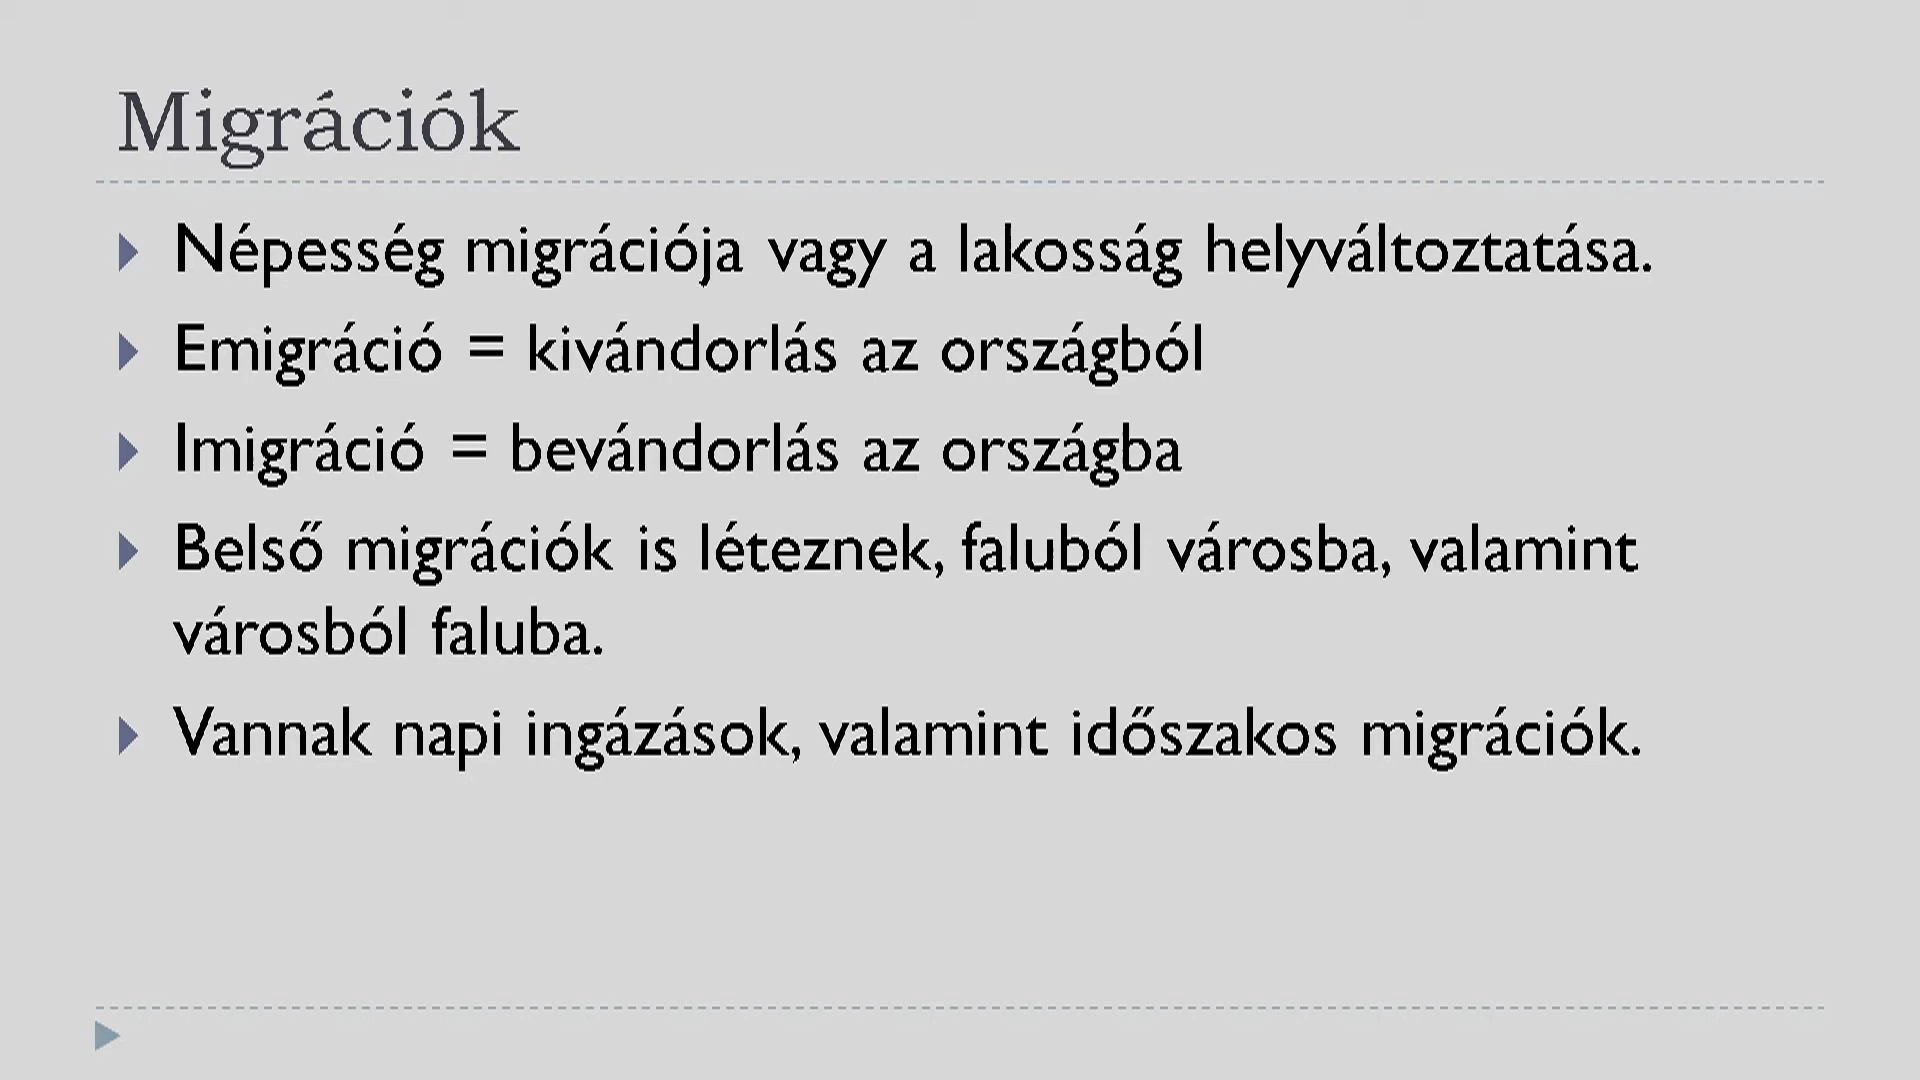 Migrációk
Népesség migrációja vagy a lakosság helyváltoztatása.
Emigráció = kivándorlás az országból
Imigráció = bevándorlás az országba
Belső migrációk is léteznek, faluból városba, valamint
városból faluba.
Vannak napi ingázások, valamint időszakos migrációk.